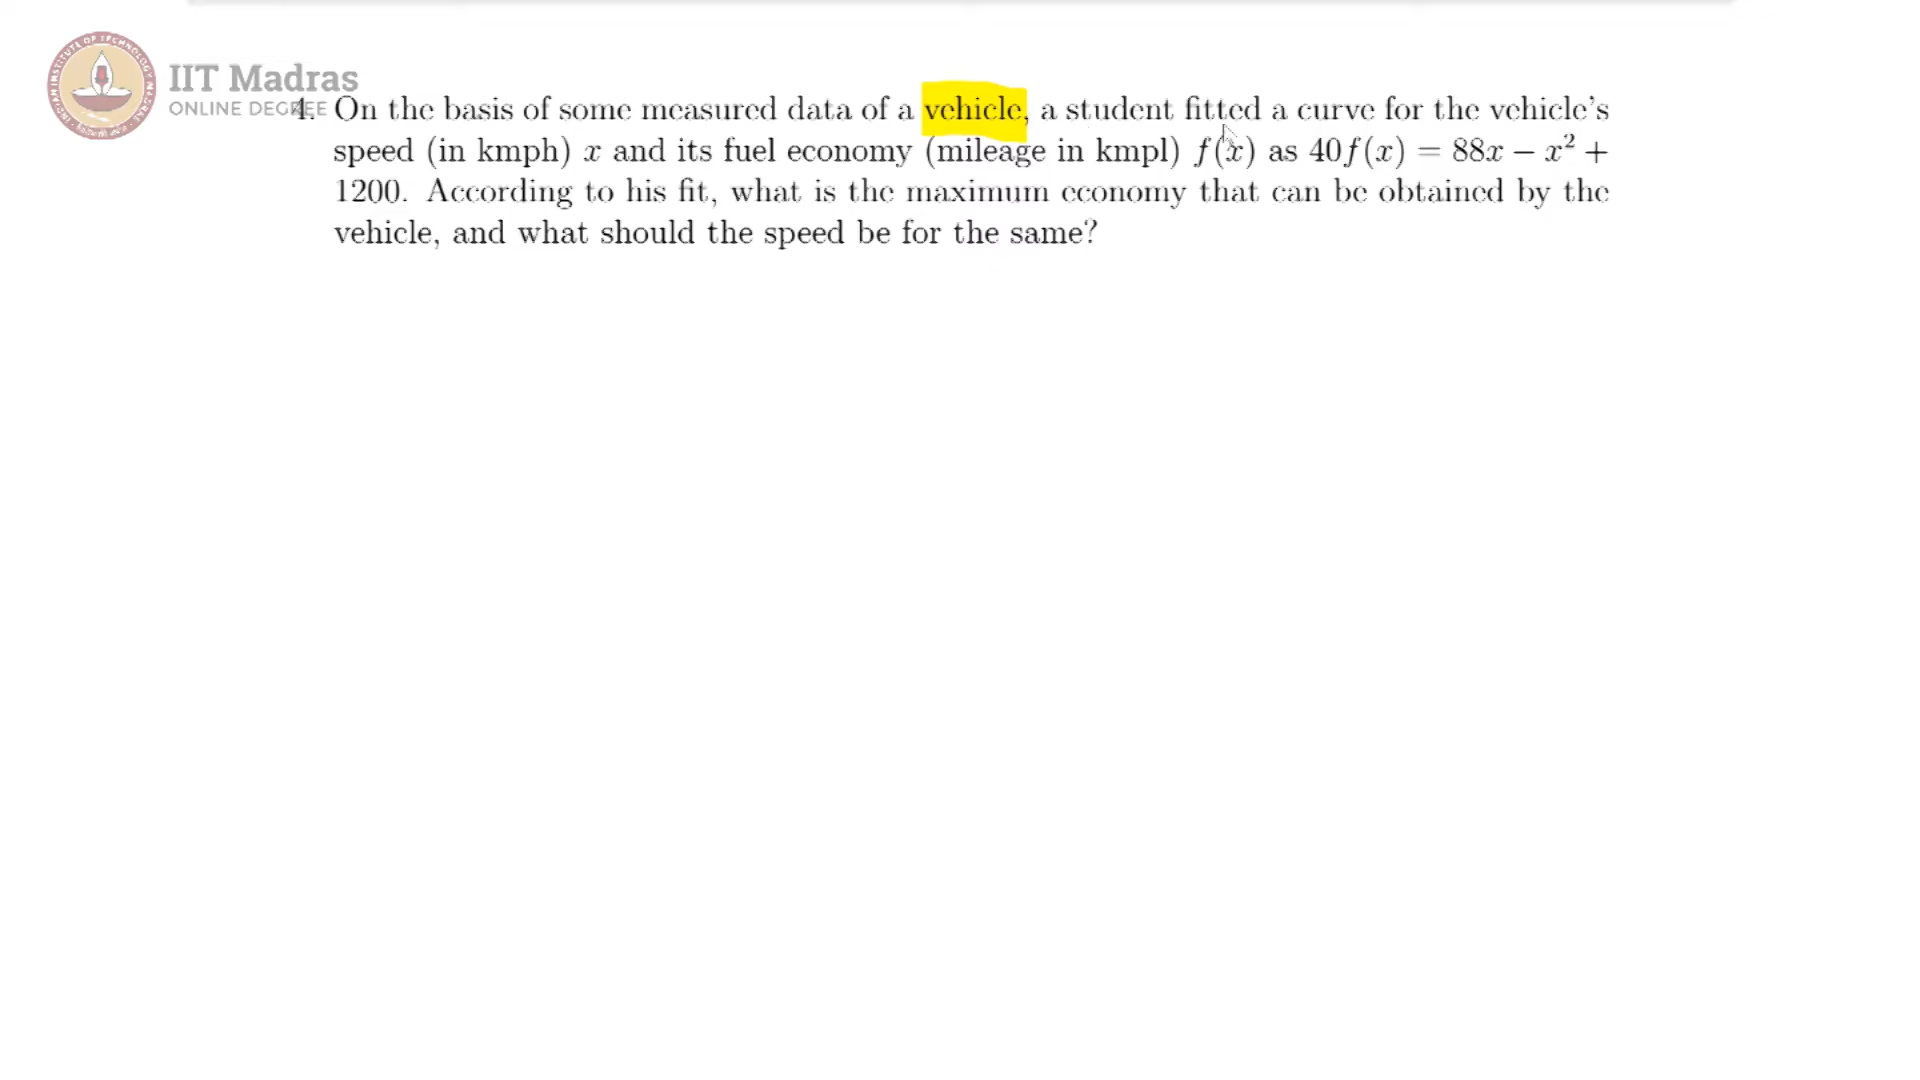 IIT Madras
ONLINE DEGREE
4. On the basis of some measured data of a vehicle, a student fitted a curve for the vehicle's
speed (in kmph) x and its fuel economy (mileage in kmpl) f(x) as 40f(x) = 88x − x² +
1200. According to his fit, what is the maximum economy that can be obtained by the
vehicle, and what should the speed be for the same?